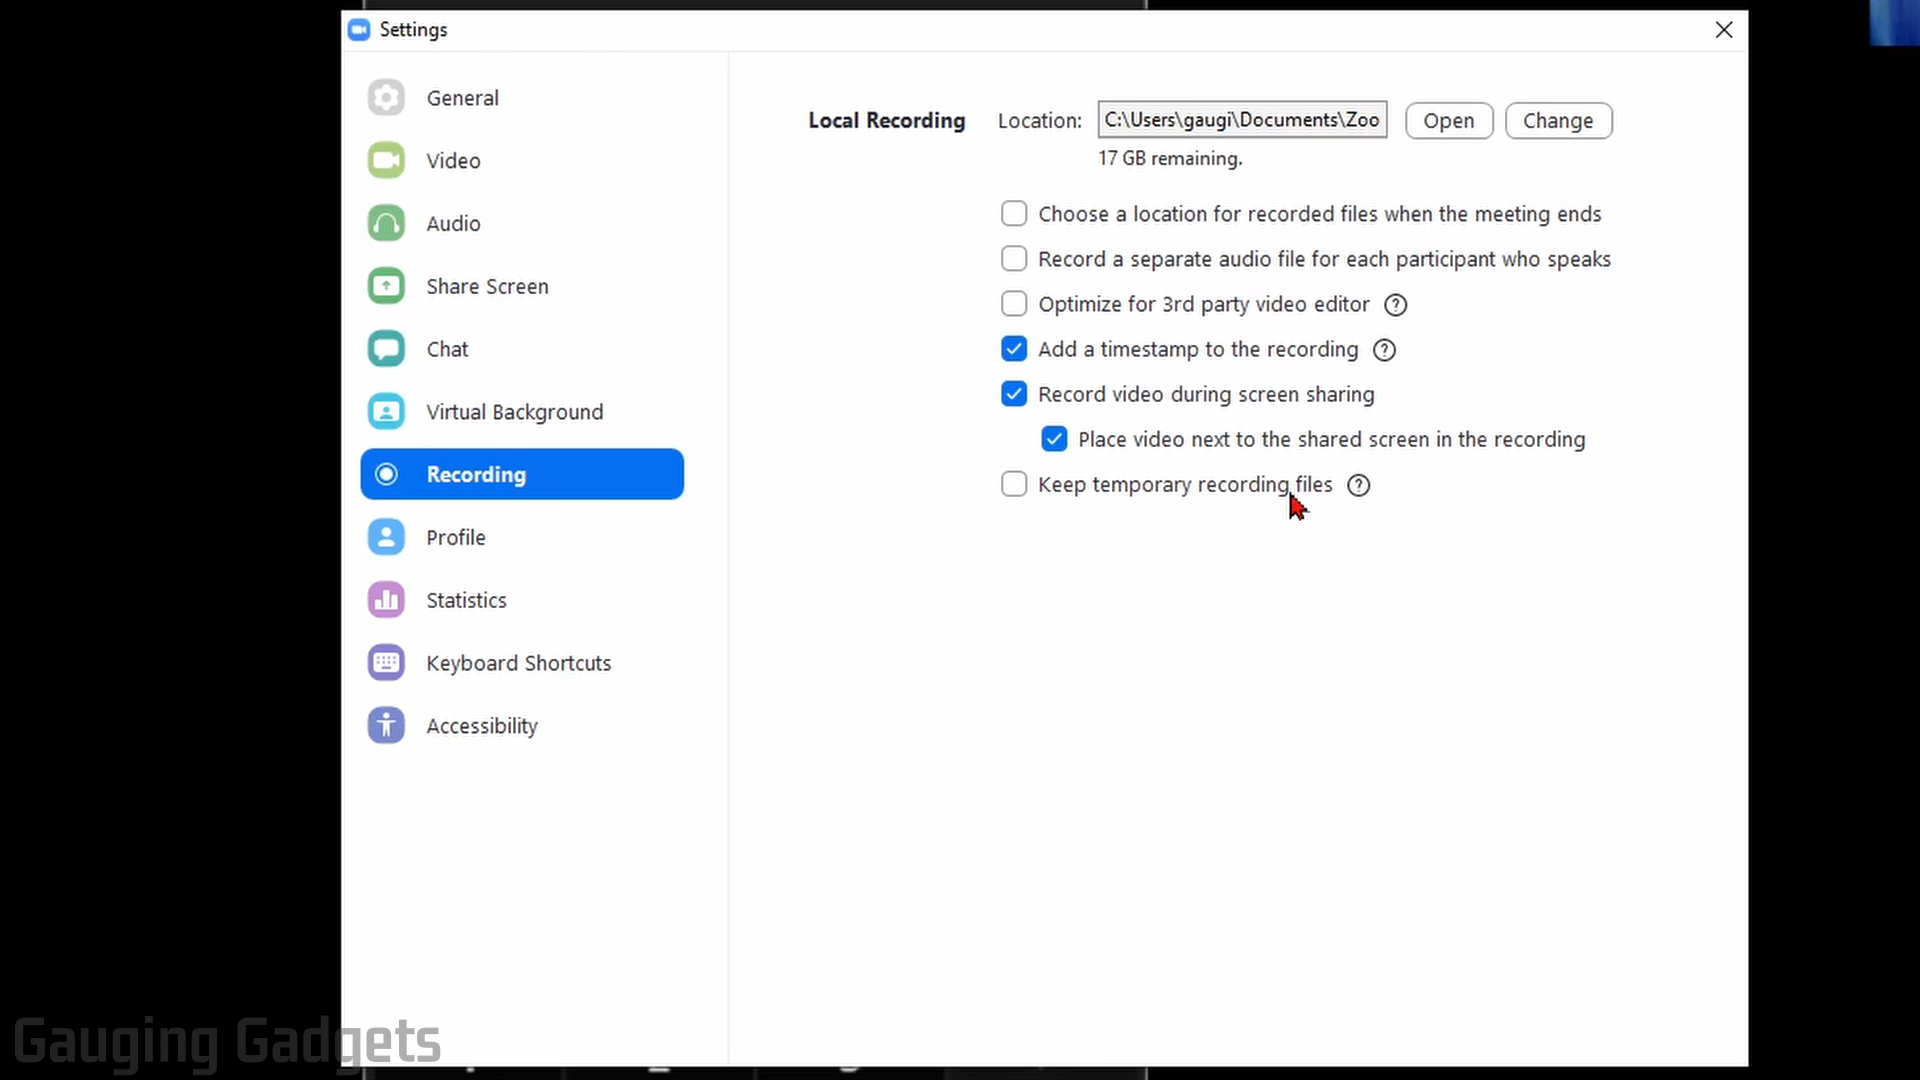 Settings
General
Video
Audio
Share Screen
Chat
Virtual Background
Recording
Profile
Statistics
Keyboard Shortcuts
Accessibility
Local Recording Location: C:\Users\gaugi\Documents\Zoo Open Change
17 GB remaining.
Choose a location for recorded files when the meeting ends
Record a separate audio file for each participant who speaks
Optimize for 3rd party video editor ?
Add a timestamp to the recording ?
Record video during screen sharing
Place video next to the shared screen in the recording
Keep temporary recording files ?
Gauging Gadgets